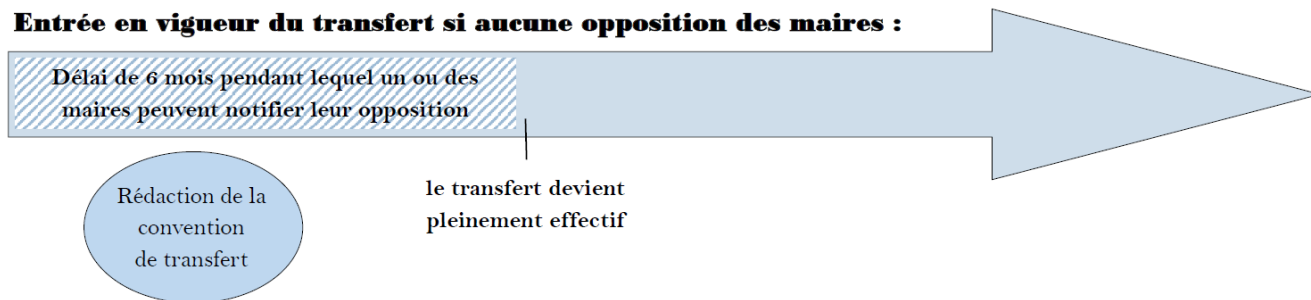 Entrée en vigueur du transfert si aucune opposition des maires :
Délai de 6 mois pendant lequel un ou des
maires peuvent notifier leur opposition
Rédaction de la
convention
de transfert
le transfert devient
pleinement effectif